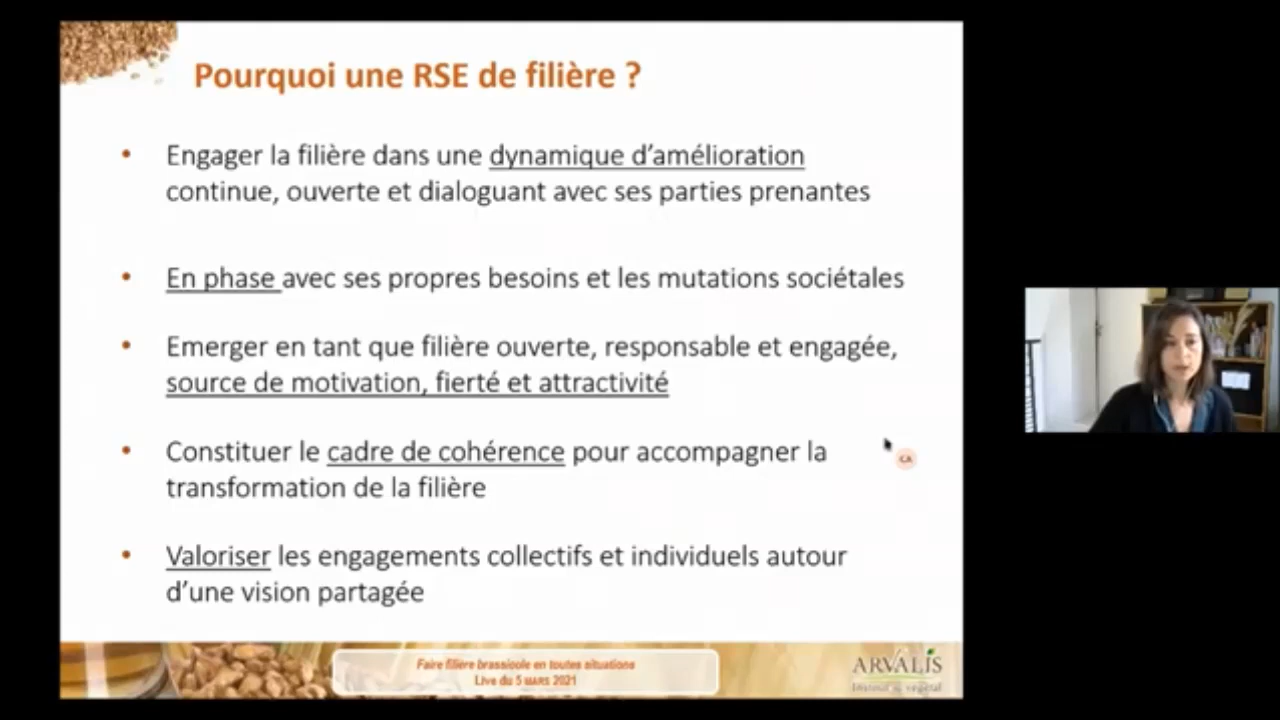 Pourquoi une RSE de filière ?
• Engager la filière dans une dynamique d'amélioration
continue, ouverte et dialoguant avec ses parties prenantes
• En phase avec ses propres besoins et les mutations sociétales
• Emerger en tant que filière ouverte, responsable et engagée,
source de motivation, fierté et attractivité
• Constituer le cadre de cohérence pour accompagner la
transformation de la filière
• Valoriser les engagements collectifs et individuels autour
d'une vision partagée
CA
Faire filière brassicole en toutes situations
Live du 5 MARS 2021
ARVALIS
Institut du végétal